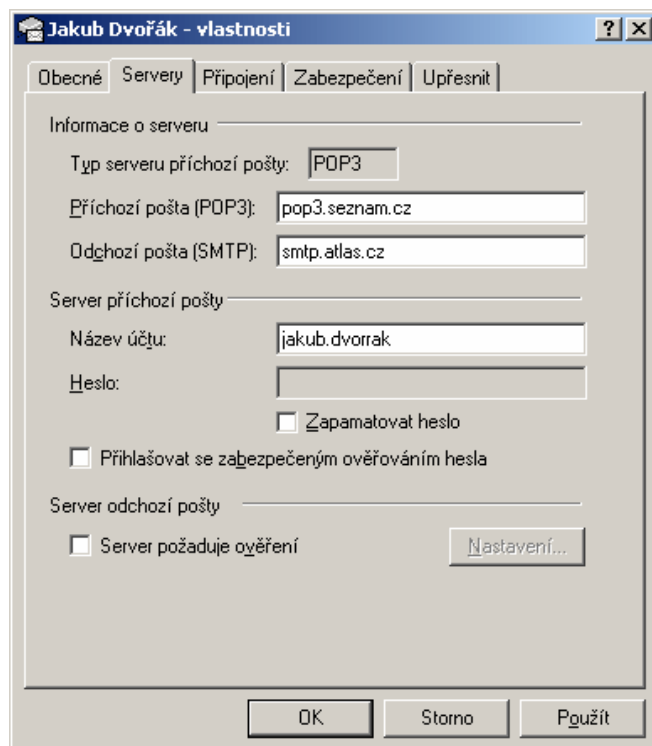 Jakub Dvořák - vlastnosti
Obecné Servery Připojení Zabezpečení Upřesnit
Informace o serveru
Typ serveru příchozí pošty: POP3
Příchozí pošta (POP3): pop3.seznam.cz
Odchozí pošta (SMTP): smtp.atlas.cz
Server příchozí pošty
Název účtu: jakub.dvorrak
Heslo:
Zapamatovat heslo
Přihlašovat se zabezpečeným ověřováním hesla
Server odchozí pošty
Server požaduje ověření Nastavení...
OK Storno Použít